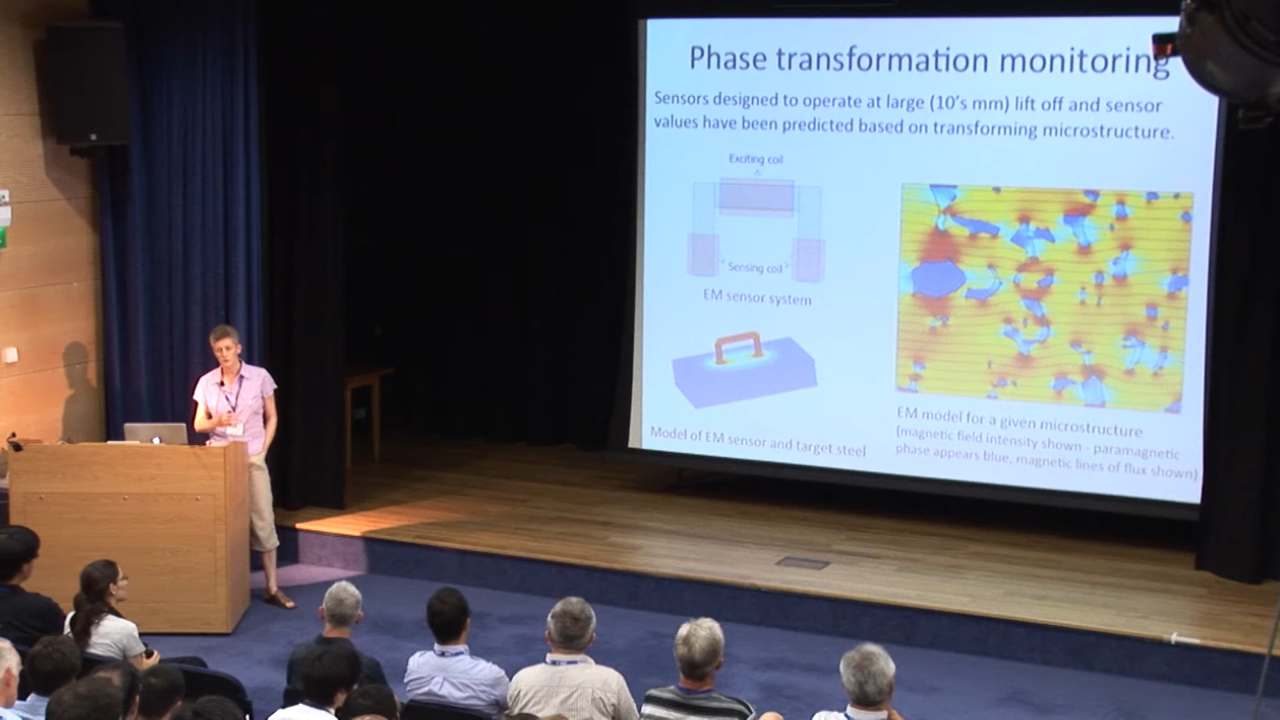 Phase transformation monitoring
Sensors designed to operate at large (10's mm) lift off and sensor
values have been predicted based on transforming microstructure.
Exciting coil
Sensing coil
EM sensor system
Model of EM sensor and target steel
EM model for a given microstructure
(magnetic field intensity shown - paramagnetic
phase appears blue, magnetic lines of flux shown)